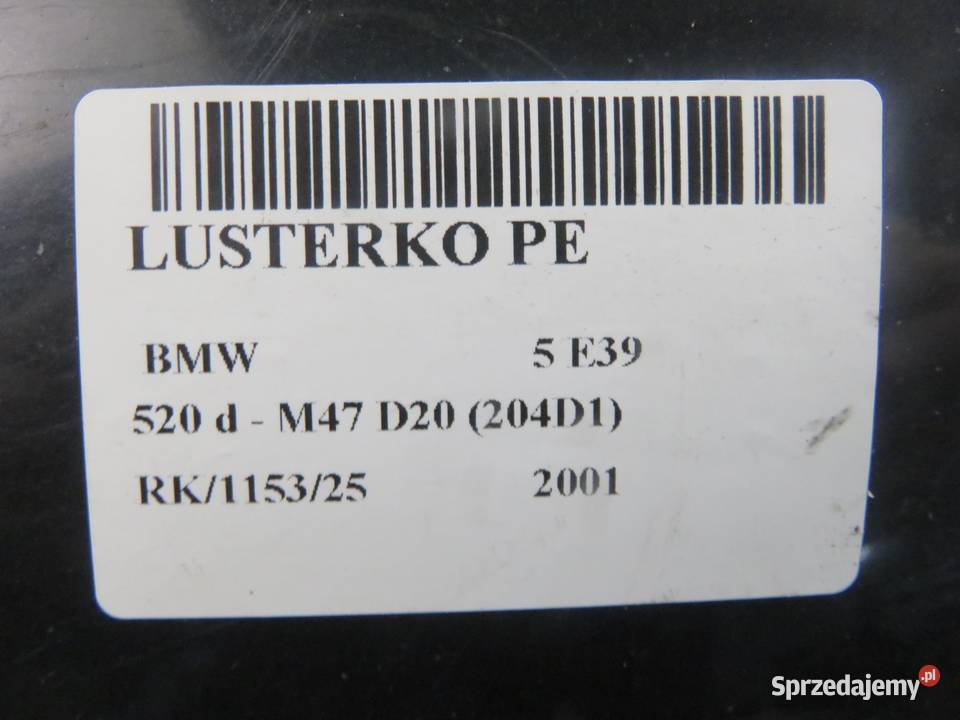 LUSTERKO PE
BMW 5 E39
520 d - M47 D20 (204D1)
RK/1153/25 2001
Sprzedajemy.pl